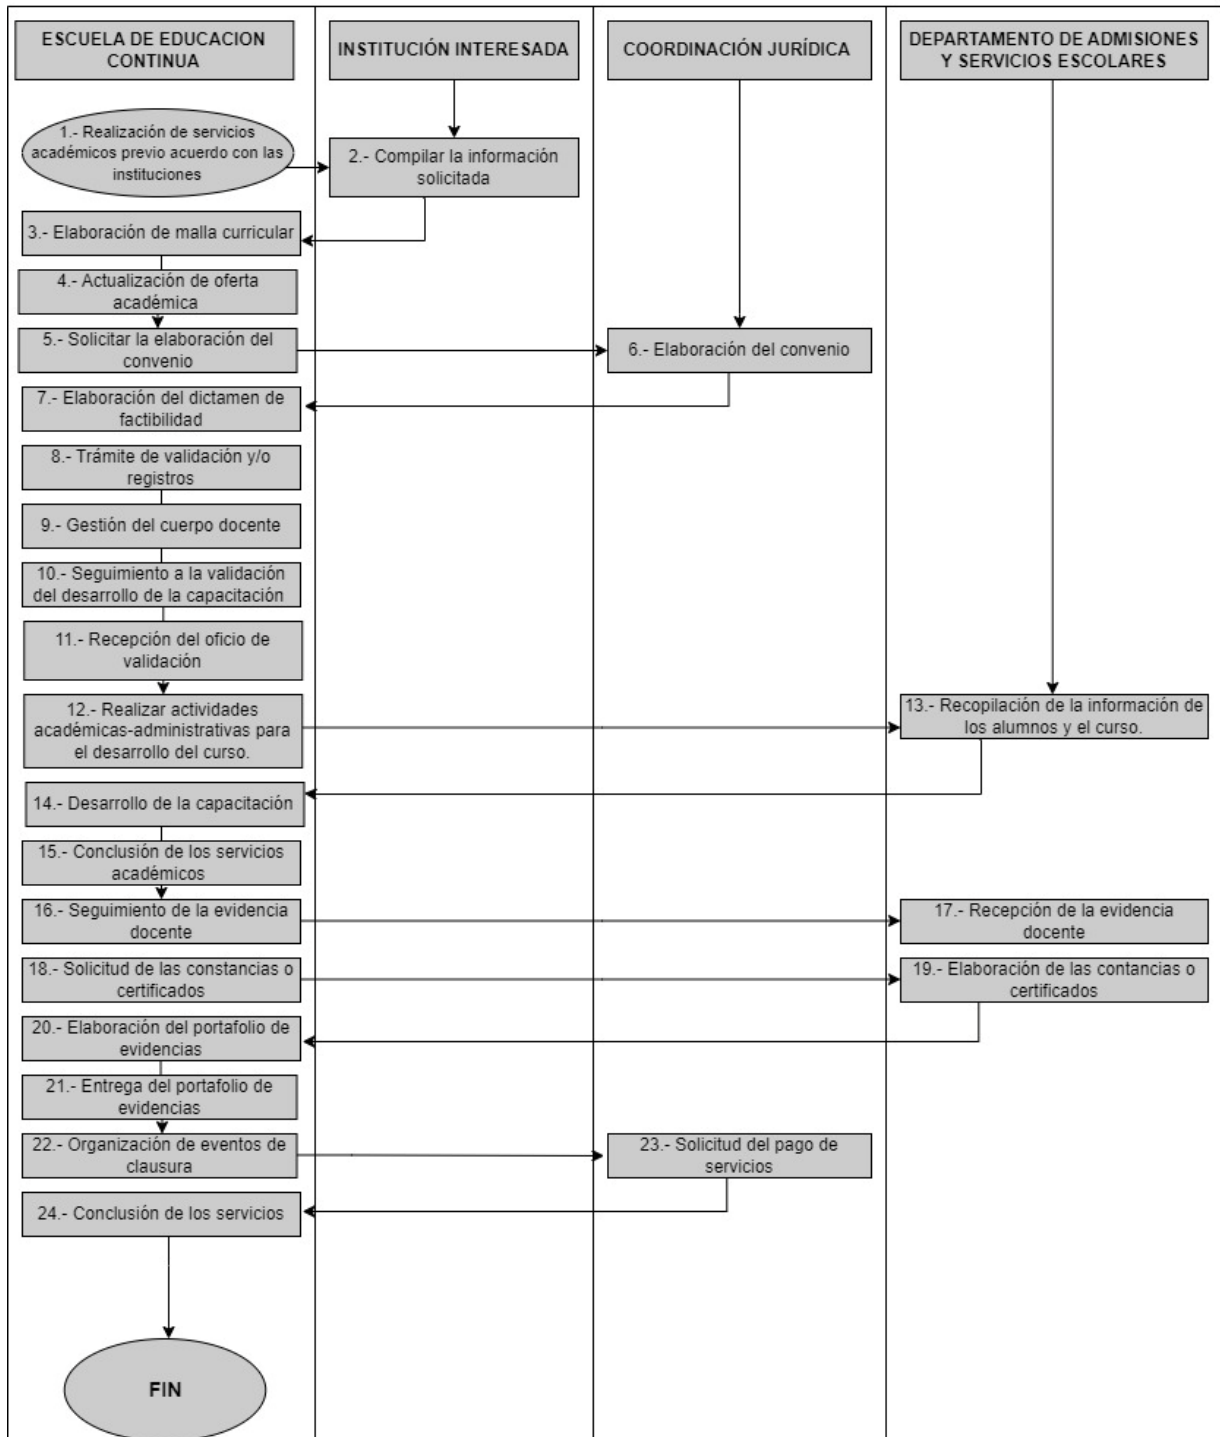 ESCUELA DE EDUCACION
CONTINUA
INSTITUCIÓN INTERESADA
COORDINACIÓN JURÍDICA
DEPARTAMENTO DE ADMISIONES
Y SERVICIOS ESCOLARES
1.- Realización de servicios
académicos previo acuerdo con las
instituciones
2.- Compilar la información
solicitada
3.- Elaboración de malla curricular
4.- Actualización de oferta
académica
5.- Solicitar la elaboración del
convenio
6.- Elaboración del convenio
7.- Elaboración del dictamen de
factibilidad
8.- Trámite de validación y/o
registros
9.- Gestión del cuerpo docente
10.- Seguimiento a la validación
del desarrollo de la capacitación
11.- Recepción del oficio de
validación
12.- Realizar actividades
académicas-administrativas para
el desarrollo del curso.
13.- Recopilación de la información de
los alumnos y el curso.
14.- Desarrollo de la capacitación
15.- Conclusión de los servicios
académicos
16.- Seguimiento de la evidencia
docente
17.- Recepción de la evidencia
docente
18.- Solicitud de las constancias o
certificados
19.- Elaboración de las contancias o
certificados
20.- Elaboración del portafolio de
evidencias
21.- Entrega del portafolio de
evidencias
22.- Organización de eventos de
clausura
23.- Solicitud del pago de
servicios
24.- Conclusión de los servicios
FIN